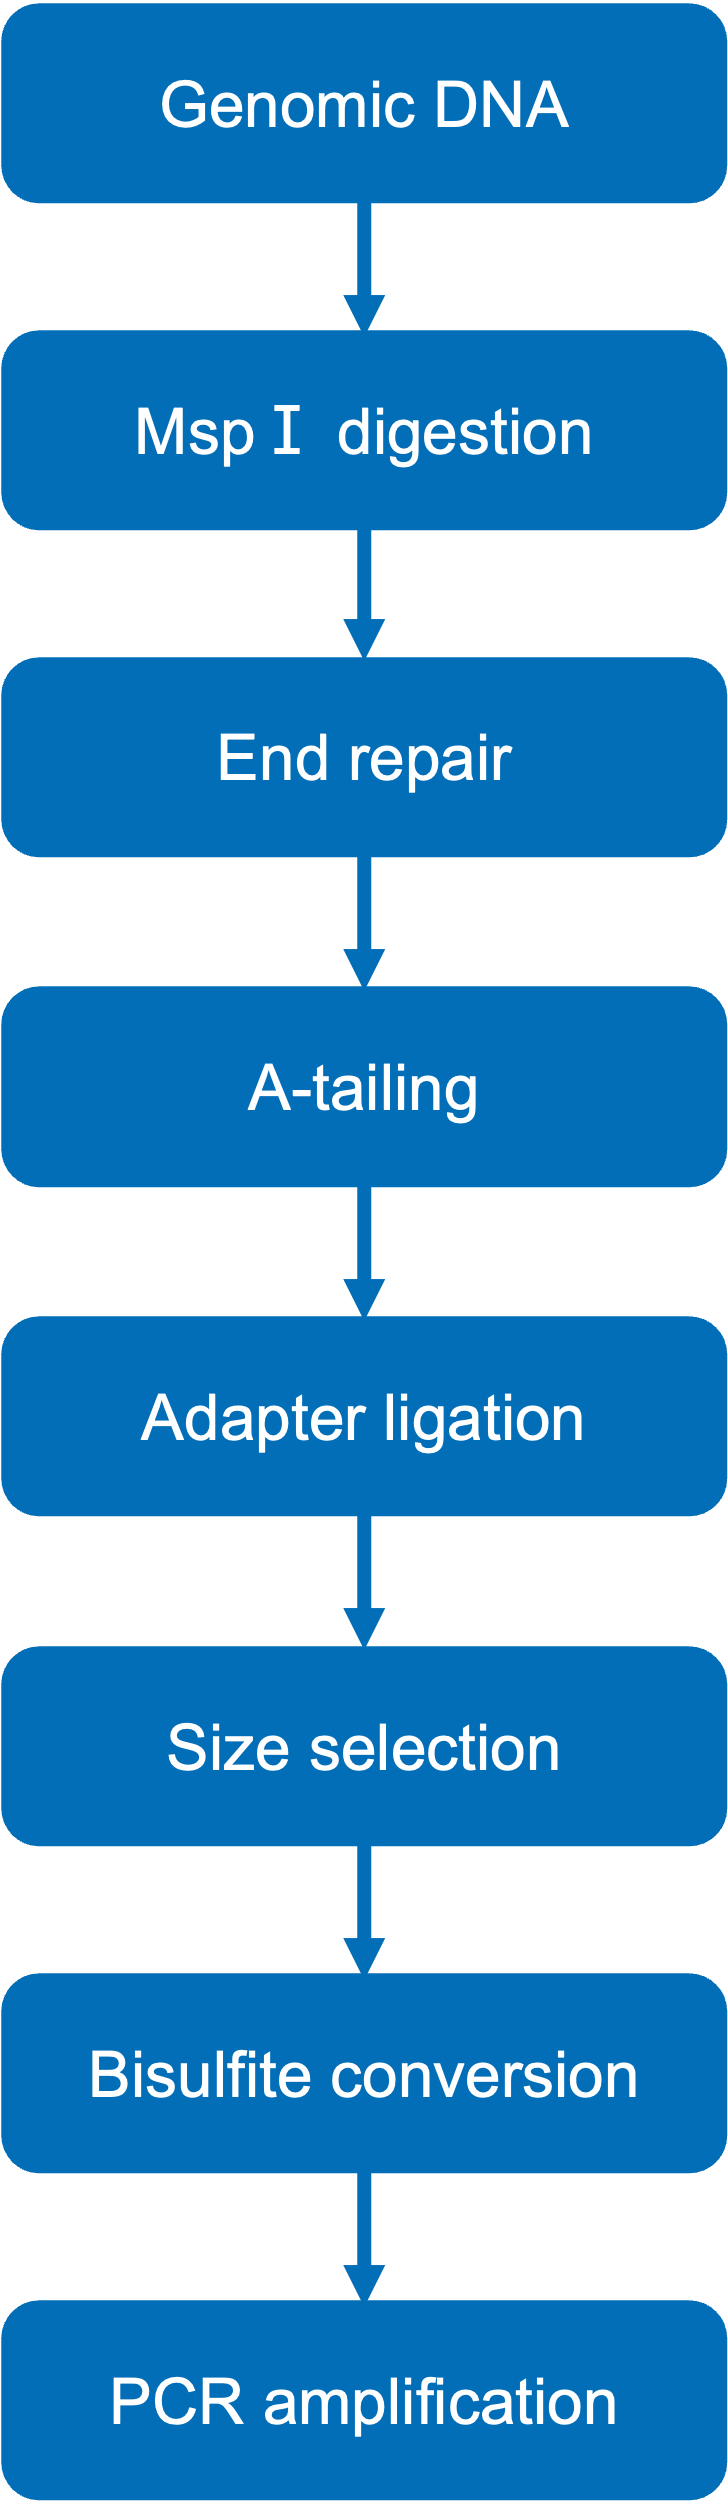 Genomic DNA
Msp I digestion
End repair
A-tailing
Adapter ligation
Size selection
Bisulfite conversion
PCR amplification